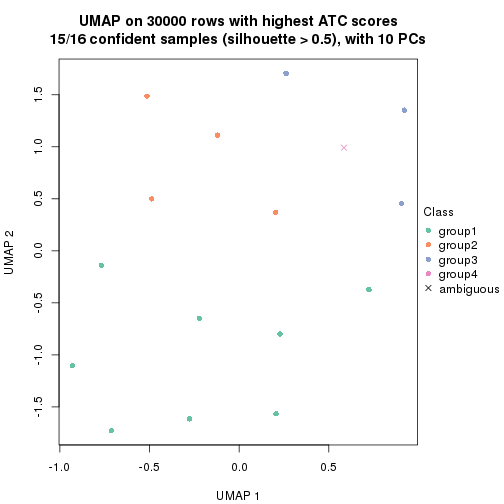 UMAP on 30000 rows with highest ATC scores
15/16 confident samples (silhouette > 0.5), with 10 PCs
1.5
1.0
0.5
0.0
-0.5
-1.0
-1.5
UMAP 2
-1.0 -0.5 0.0 0.5
UMAP 1
Class
group1
group2
group3
group4
ambiguous